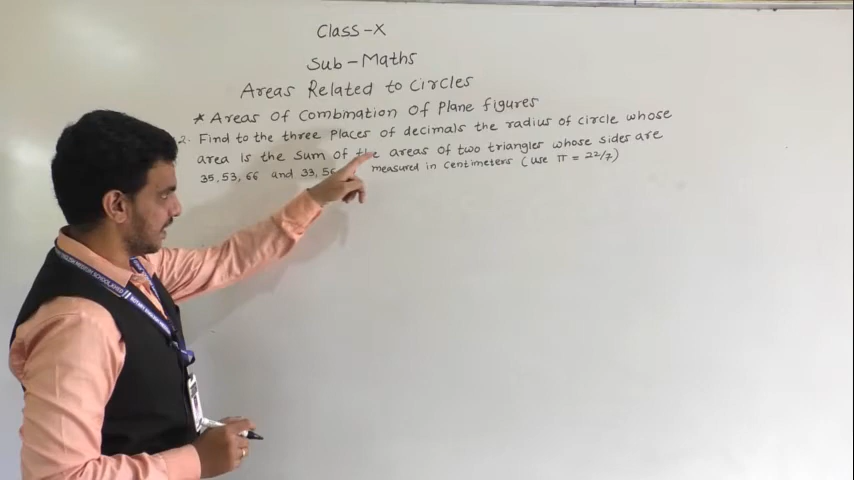 Class-X
Sub-Maths
Areas Related to Circles
* Areas Of Combination Of Plane figures
2. Find to the three Places of decimals the radius of circle whose
area is the sum of the areas of two triangles whose sides are
35,53,66 and 33,56 measured in centimeters (use π = 22/7)